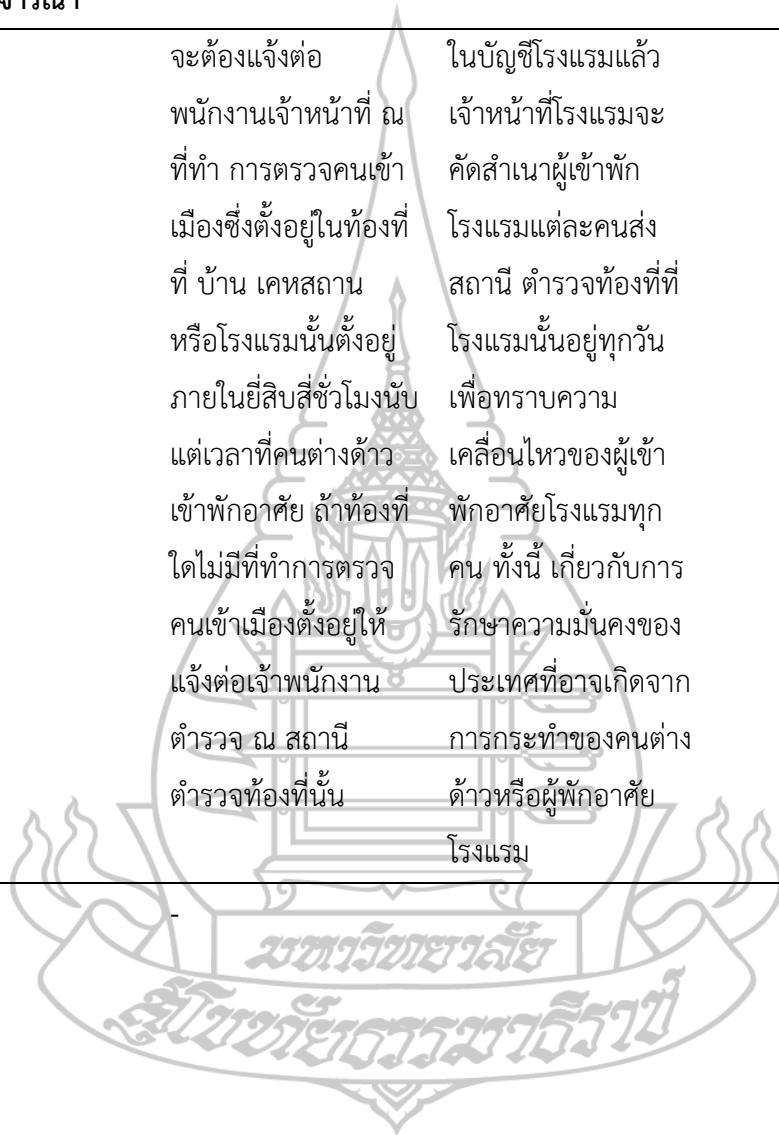 จะต้องแจ้งต่อ
พนักงานเจ้าหน้าที่ ณ
ที่ทำ การตรวจคนเข้า
เมืองซึ่งตั้งอยู่ในท้องที่
ที่ บ้าน เคหสถาน
หรือโรงแรมนั้นตั้งอยู่
ภายในยี่สิบสี่ชั่วโมงนับ
แต่เวลาที่คนต่างด้าว
เข้าพักอาศัย ถ้าท้องที่
ใดไม่มีที่ทำการตรวจ
คนเข้าเมืองตั้งอยู่ให้
แจ้งต่อเจ้าพนักงาน
ตำรวจ ณ สถานี
ตำรวจท้องที่นั้น
ในบัญชีโรงแรมแล้ว
เจ้าหน้าที่โรงแรมจะ
คัดสำเนาผู้เข้าพัก
โรงแรมแต่ละคนส่ง
สถานี ตำรวจท้องที่ที่
โรงแรมนั้นอยู่ทุกวัน
เพื่อทราบความ
เคลื่อนไหวของผู้เข้า
พักอาศัยโรงแรมทุก
คน ทั้งนี้ เกี่ยวกับการ
รักษาความมั่นคงของ
ประเทศที่อาจเกิดจาก
การกระทำของคนต่าง
ด้าวหรือผู้พักอาศัย
โรงแรม
-
มหาวิทยาลัย
สุโขทัยธรรมาธิราช